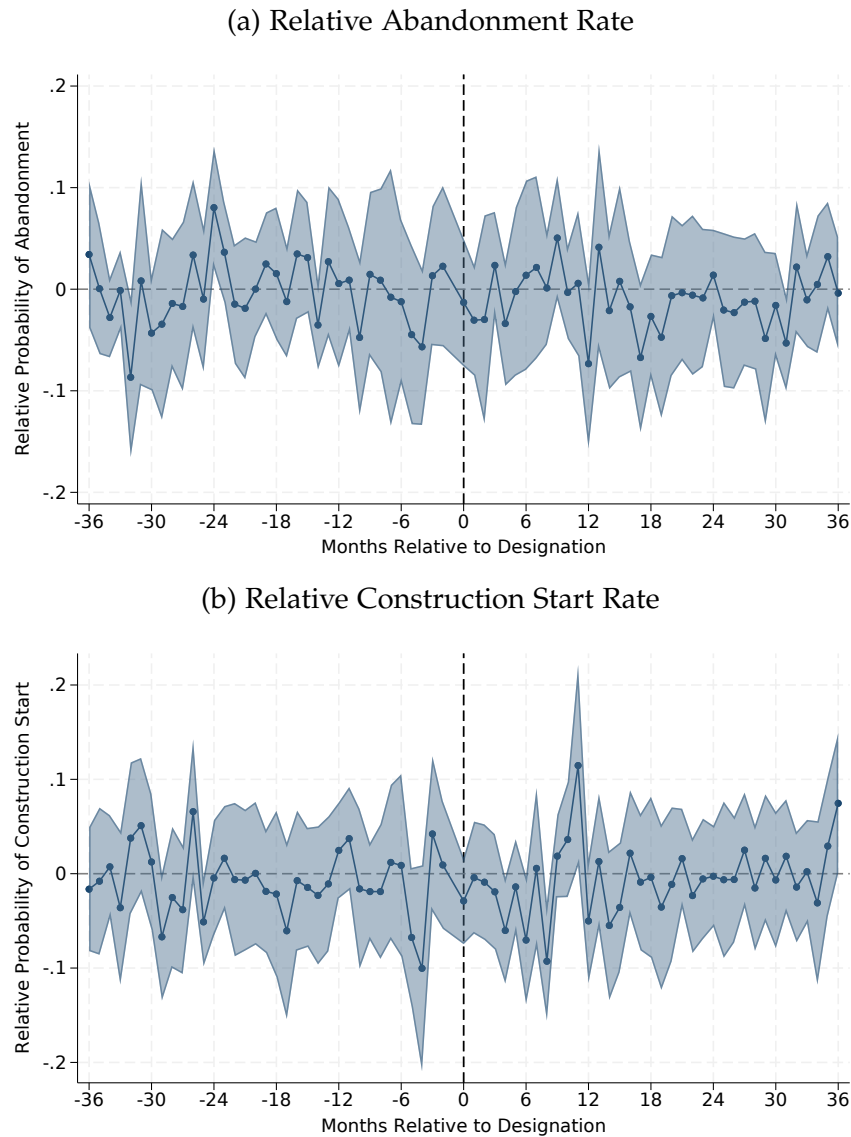 (a) Relative Abandonment Rate
Relative Probability of Abandonment
.2
.1
0
-.1
-.2
-36 -30 -24 -18 -12 -6 0 6 12 18 24 30 36
Months Relative to Designation
(b) Relative Construction Start Rate
Relative Probability of Construction Start
.2
.1
0
-.1
-.2
-36 -30 -24 -18 -12 -6 0 6 12 18 24 30 36
Months Relative to Designation